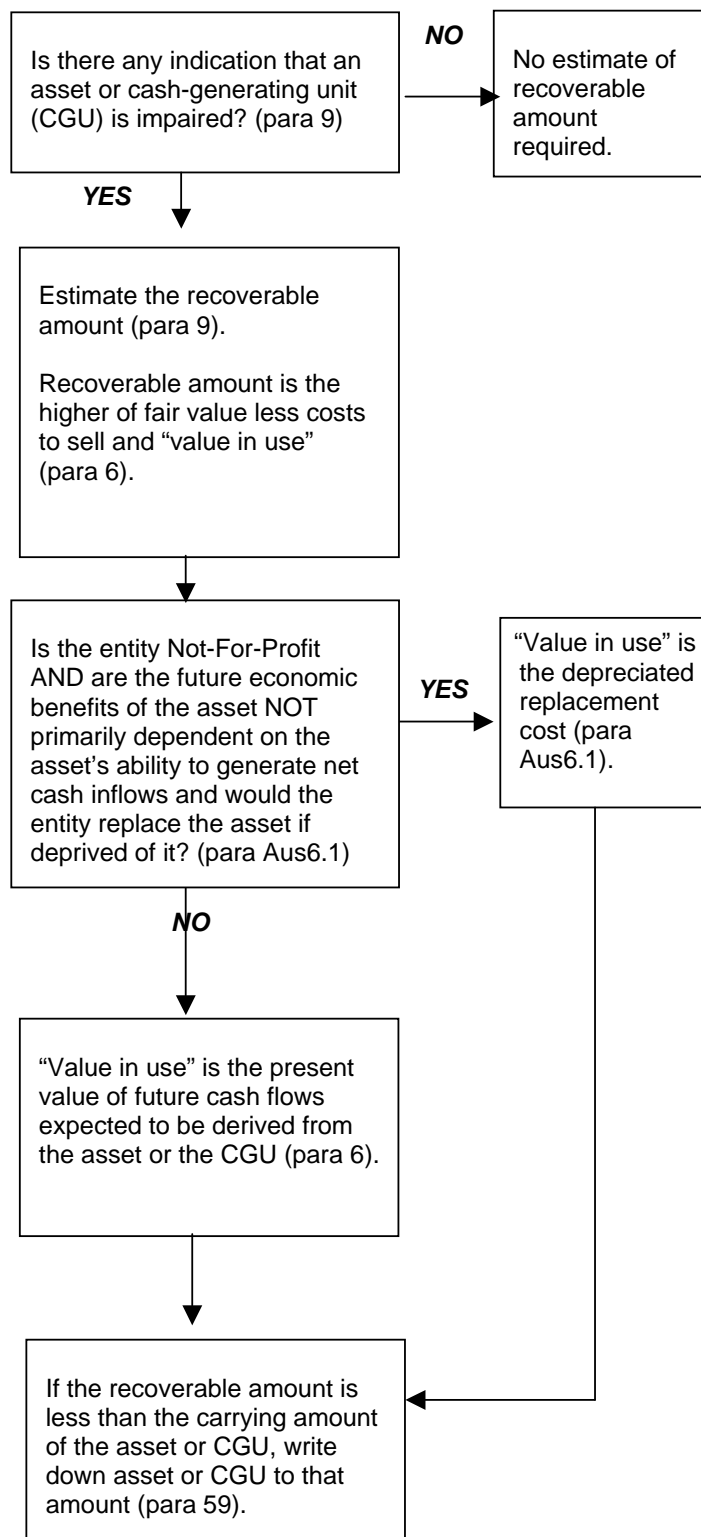 Is there any indication that an
asset or cash-generating unit
(CGU) is impaired? (para 9)
NO
No estimate of
recoverable
amount
required.
YES
Estimate the recoverable
amount (para 9).
Recoverable amount is the
higher of fair value less costs
to sell and “value in use”
(para 6).
Is the entity Not-For-Profit
AND are the future economic
benefits of the asset NOT
primarily dependent on the
asset’s ability to generate net
cash inflows and would the
entity replace the asset if
deprived of it? (para Aus6.1)
YES
“Value in use” is
the depreciated
replacement
cost (para
Aus6.1).
NO
“Value in use” is the present
value of future cash flows
expected to be derived from
the asset or the CGU (para 6).
If the recoverable amount is
less than the carrying amount
of the asset or CGU, write
down asset or CGU to that
amount (para 59).